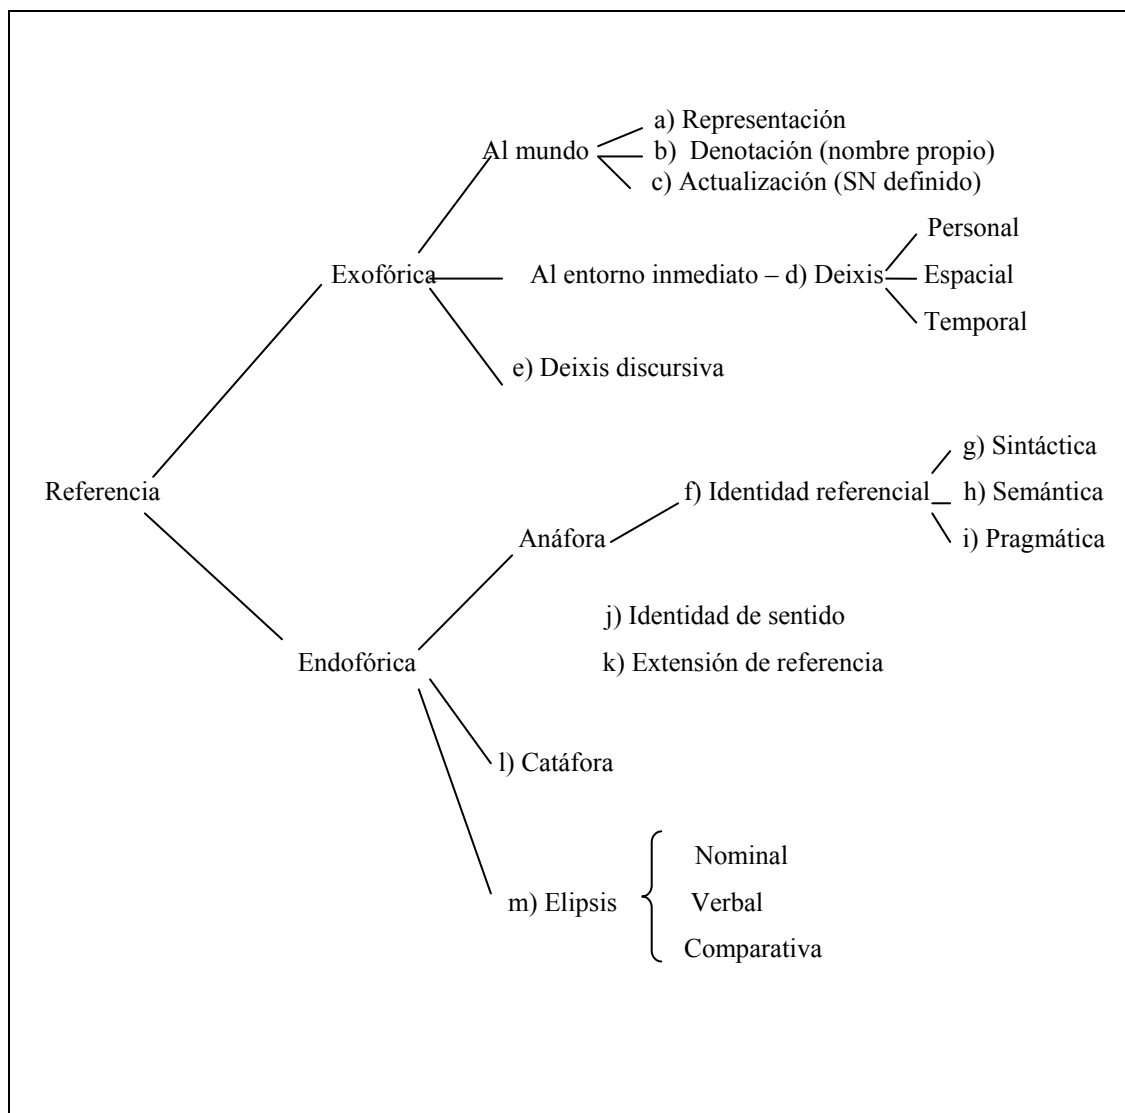 a) Representación
Al mundo
b) Denotación (nombre propio)
c) Actualización (SN definido)
Personal
Exofórica
Al entorno inmediato – d) Deixis
Espacial
Temporal
e) Deixis discursiva
g) Sintáctica
Referencia
f) Identidad referencial
h) Semántica
Anáfora
i) Pragmática
j) Identidad de sentido
Endofórica
k) Extensión de referencia
l) Catáfora
Nominal
m) Elipsis
Verbal
Comparativa